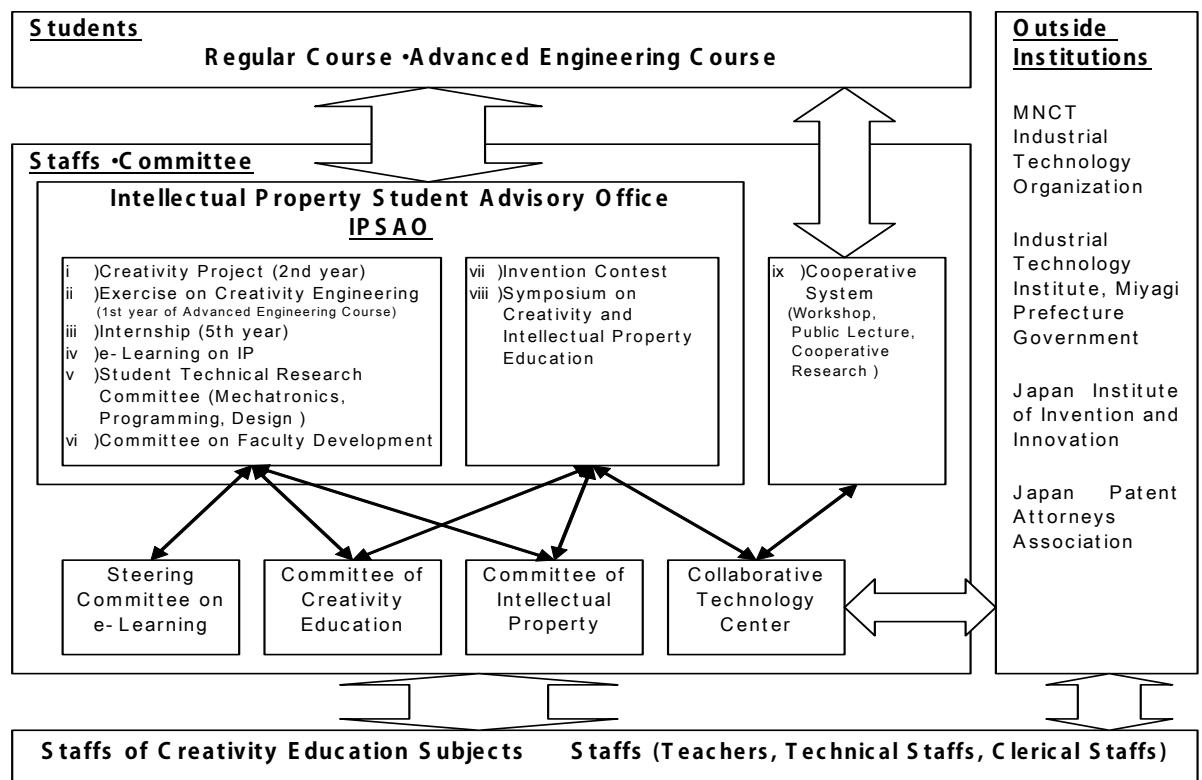 Students
Regular Course •Advanced Engineering Course
Staffs •Committee
Intellectual Property Student Advisory Office
IPSAO
i )Creativity Project (2nd year)
ii )Exercise on Creativity Engineering
(1st year of Advanced Engineering Course)
iii )Internship (5th year)
iv )e- Learning on IP
v )Student Technical Research
Committee (Mechatronics,
Programming, Design )
vi )Committee on Faculty Development
vii )Invention Contest
viii )Symposium on
Creativity and
Intellectual Property
Education
ix )Cooperative
System
(Workshop,
Public Lecture,
Cooperative
Research )
Steering
Committee on
e- Learning
Committee of
Creativity
Education
Committee of
Intellectual
Property
Collaborative
Technology
Center
Outside
Institutions
MNCT
Industrial
Technology
Organization
Industrial
Technology
Institute, Miyagi
Prefecture
Government
Japan Institute
of Invention and
Innovation
Japan Patent
Attorneys
Association
Staffs of Creativity Education Subjects Staffs (Teachers, Technical Staffs, Clerical Staffs)